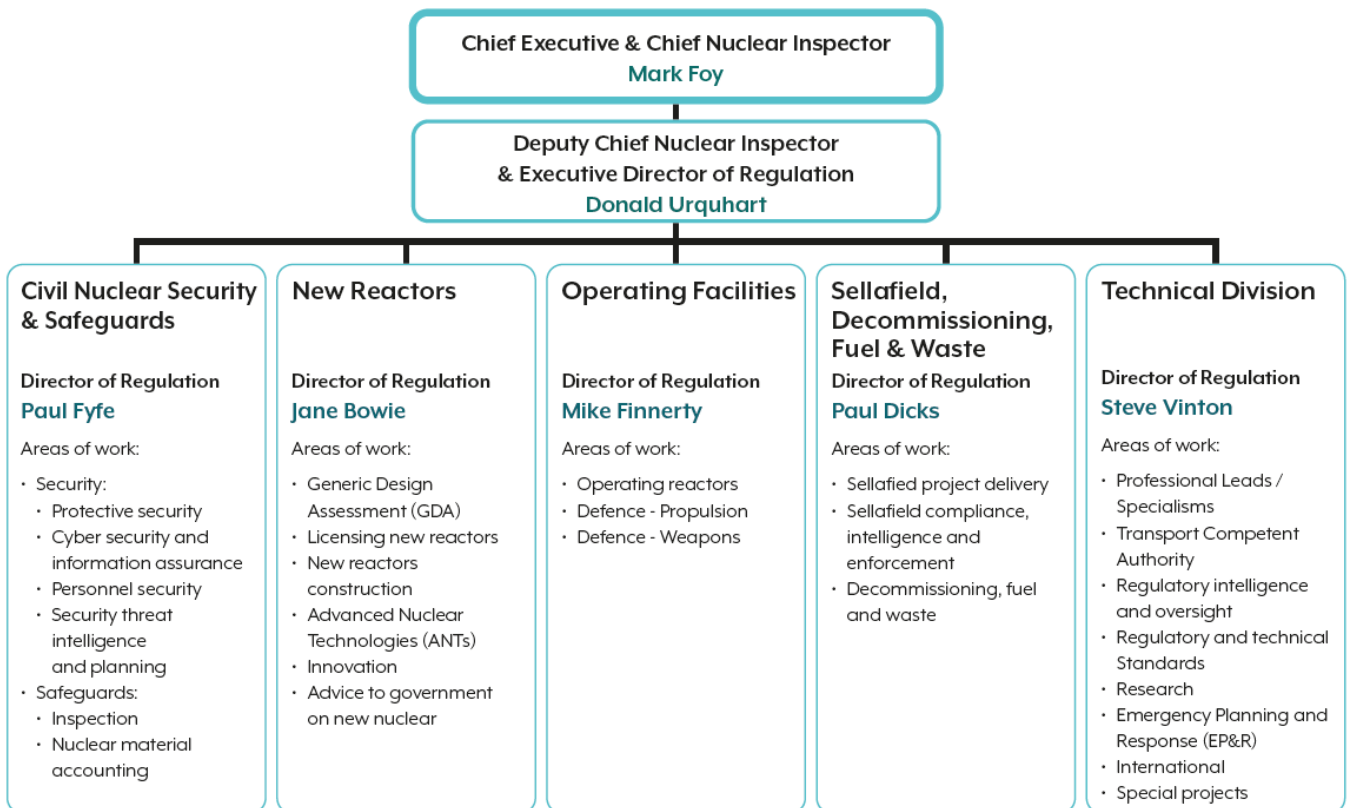 Chief Executive & Chief Nuclear Inspector
Mark Foy
Deputy Chief Nuclear Inspector
& Executive Director of Regulation
Donald Urquhart
Civil Nuclear Security
& Safeguards
Director of Regulation
Paul Fyfe
Areas of work:
• Security:
• Protective security
• Cyber security and
information assurance
• Personnel security
• Security threat
intelligence
and planning
• Safeguards:
• Inspection
• Nuclear material
accounting
New Reactors
Director of Regulation
Jane Bowie
Areas of work:
• Generic Design
Assessment (GDA)
• Licensing new reactors
• New reactors
construction
• Advanced Nuclear
Technologies (ANTs)
• Innovation
• Advice to government
on new nuclear
Operating Facilities
Director of Regulation
Mike Finnerty
Areas of work:
• Operating reactors
• Defence - Propulsion
• Defence - Weapons
Sellafield,
Decommissioning,
Fuel & Waste
Director of Regulation
Paul Dicks
Areas of work:
• Sellafied project delivery
• Sellafield compliance,
intelligence and
enforcement
• Decommissioning, fuel
and waste
Technical Division
Director of Regulation
Steve Vinton
Areas of work:
• Professional Leads /
Specialisms
• Transport Competent
Authority
• Regulatory intelligence
and oversight
• Regulatory and technical
Standards
• Research
• Emergency Planning and
Response (EP&R)
• International
• Special projects